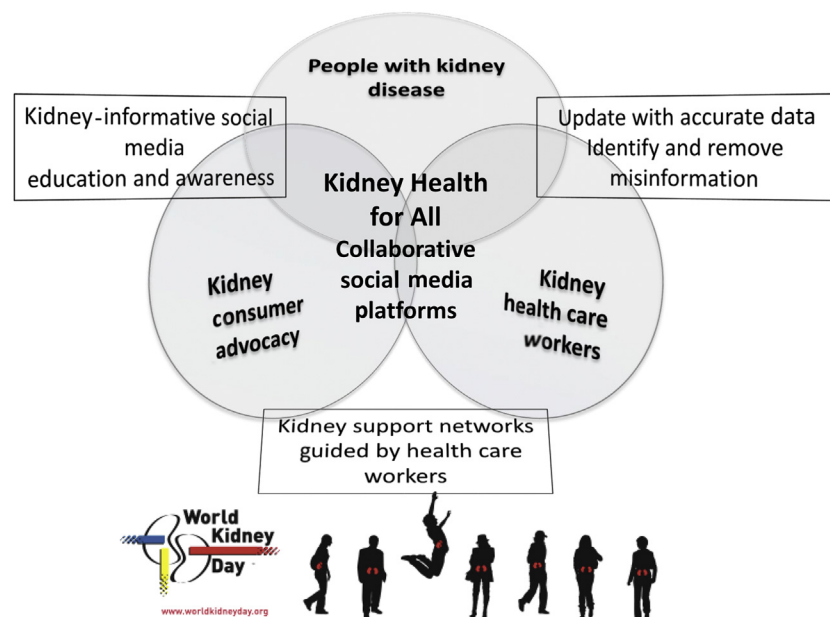 People with kidney
disease
Kidney-informative social
media
education and awareness
Update with accurate data
Identify and remove
misinformation
Kidney Health
for All
Collaborative
social media
platforms
Kidney
consumer
advocacy
Kidney
health care
workers
Kidney support networks
guided by health care
workers
World
Kidney
Day
www.worldkidneyday.org